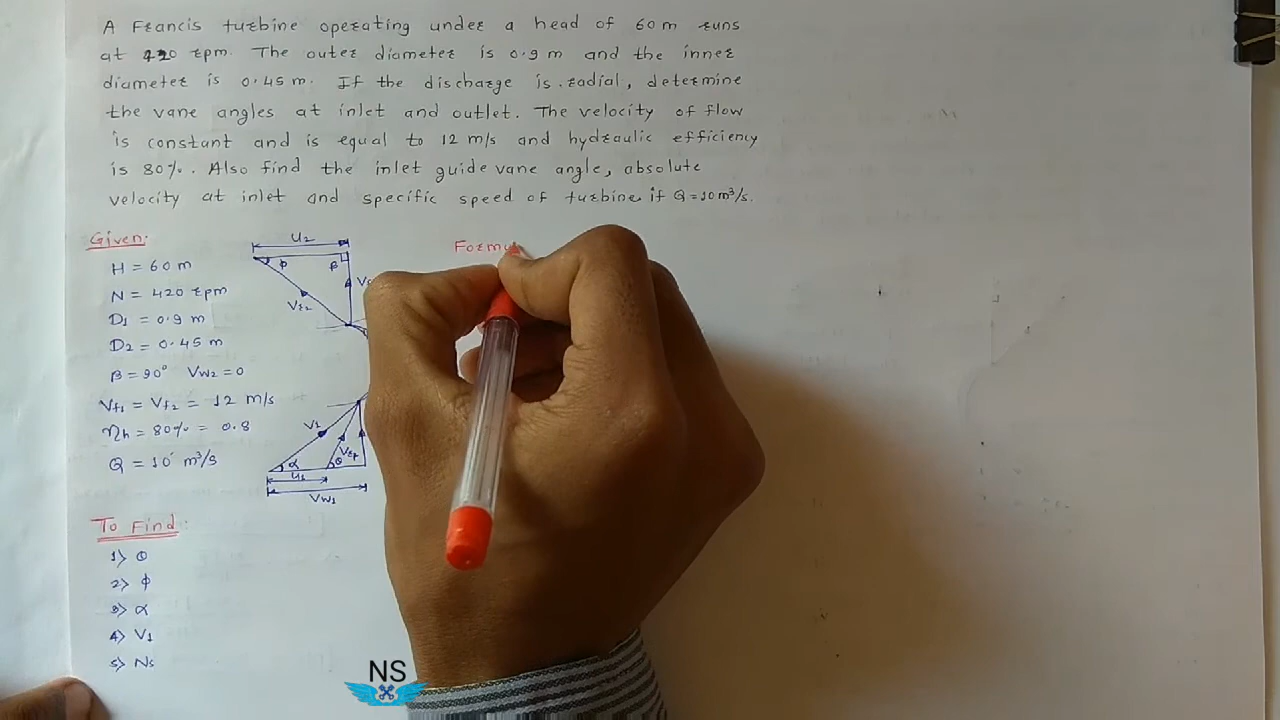 A Francis turbine operating under a head of 60 m runs
at 420 rpm. The outer diameter is 0.9 m and the inner
diameter is 0.45 m. If the discharge is radial, determine
the vane angles at inlet and outlet. The velocity of flow
is constant and is equal to 12 m/s and hydraulic efficiency
is 80%. Also find the inlet guide vane angle, absolute
velocity at inlet and specific speed of turbine if Q = 10 m³/s.
Given:
H = 60 m
N = 420 rpm
D1 = 0.9 m
D2 = 0.45 m
β = 90° Vw2 = 0
Vf1 = Vf2 = 12 m/s
ηh = 80% = 0.8
Q = 10 m³/s
u2
ϕ β
Vr2
V1
Vr1
α θ
u1
Vw1
To Find:
1> θ
2> ϕ
3> α
4> V1
5> Ns
Formu
NS